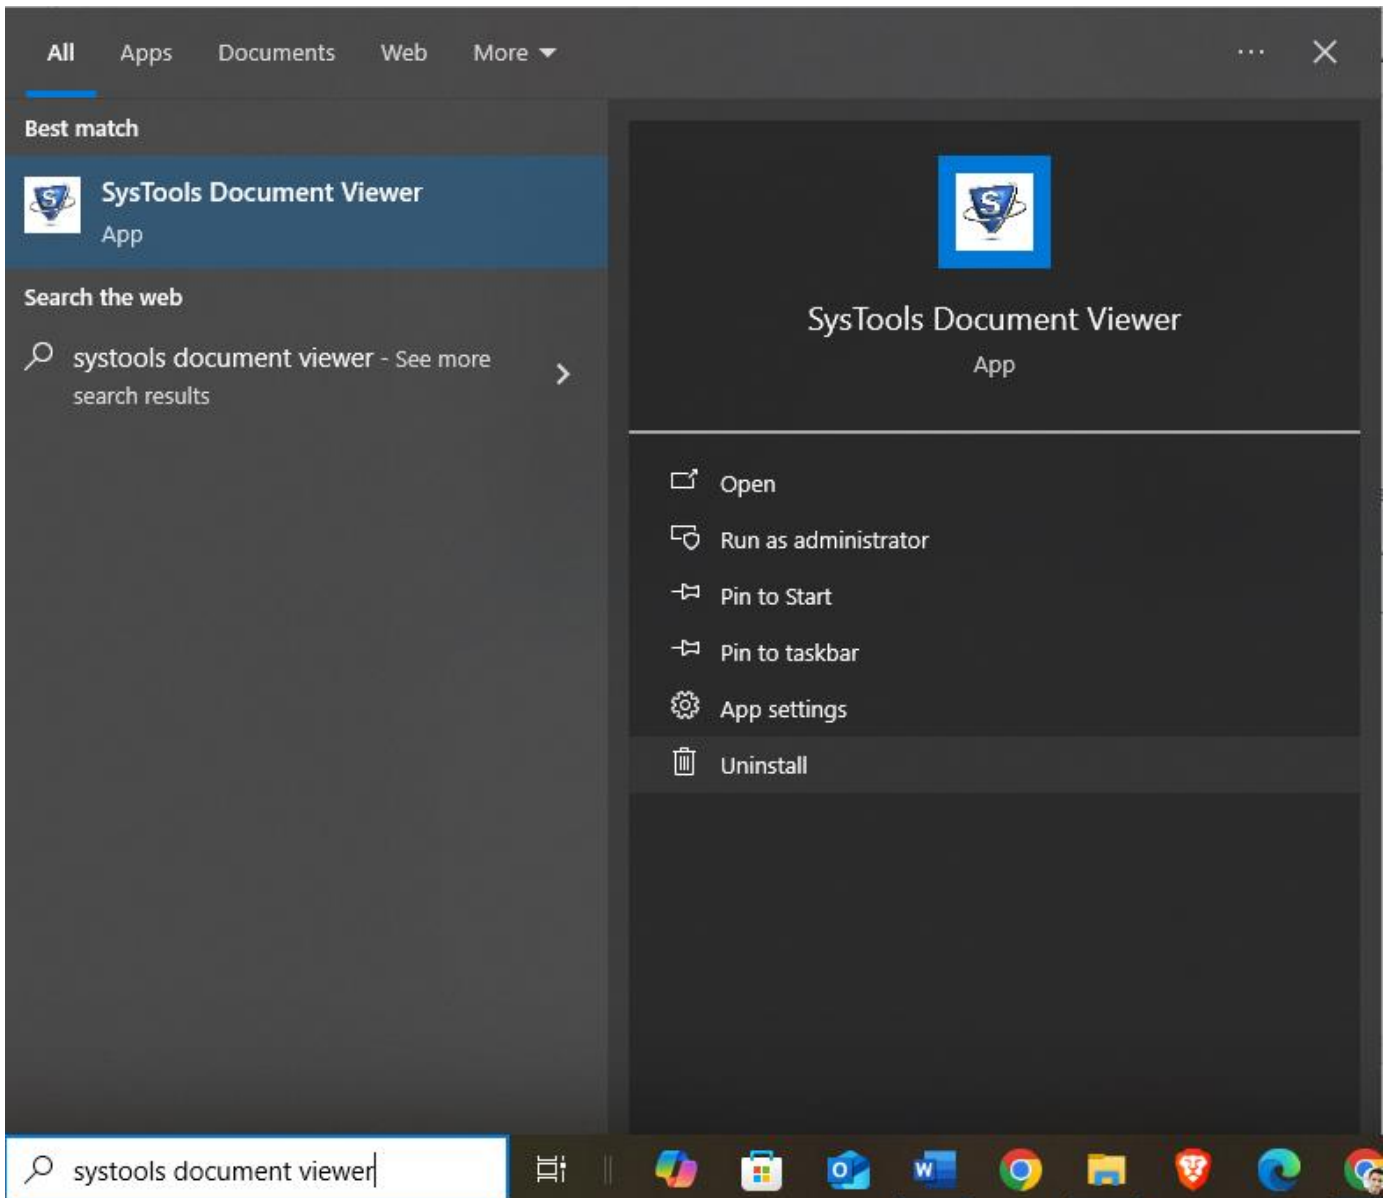 All Apps Documents Web More
Best match
SysTools Document Viewer
App
Search the web
systools document viewer - See more
search results
SysTools Document Viewer
App
Open
Run as administrator
Pin to Start
Pin to taskbar
App settings
Uninstall
systools document viewer